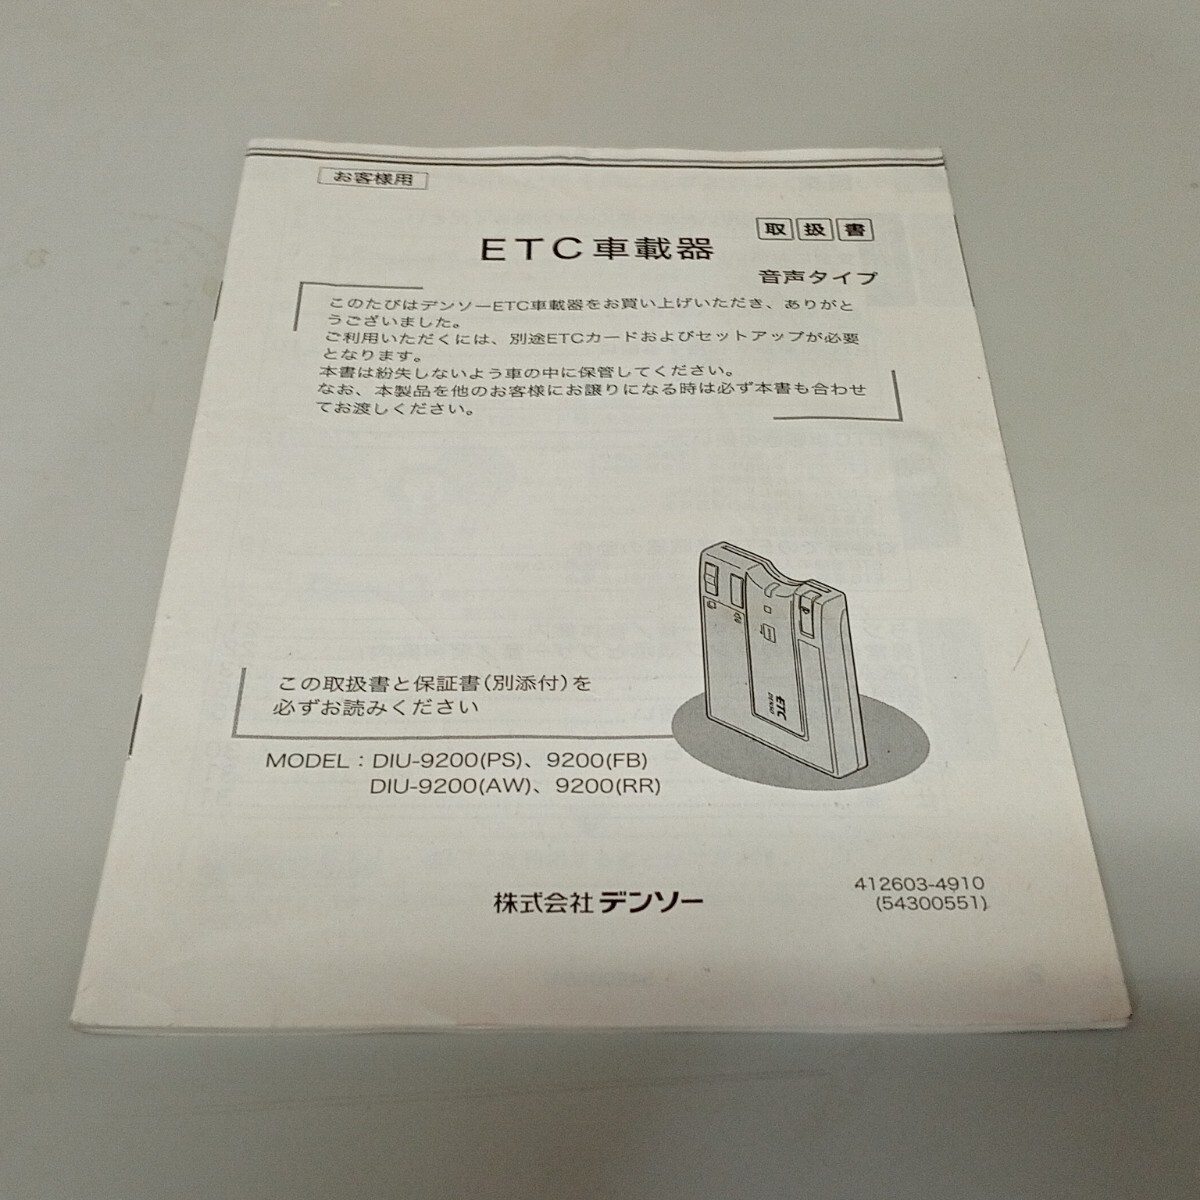 お客様用
ETC車載器
取扱書
音声タイプ
このたびはデンソーETC車載器をお買い上げいただき、ありがと
うございました。
ご利用いただくには、別途ETCカードおよびセットアップが必要
となります。
本書は紛失しないよう車の中に保管してください。
なお、本製品を他のお客様にお譲りになる時は必ず本書も合わせ
てお渡しください。
ETC
DENSO
この取扱書と保証書(別添付)を
必ずお読みください
MODEL：DIU-9200(PS)、9200(FB)
DIU-9200(AW)、9200(RR)
株式会社デンソー
412603-4910
(54300551)